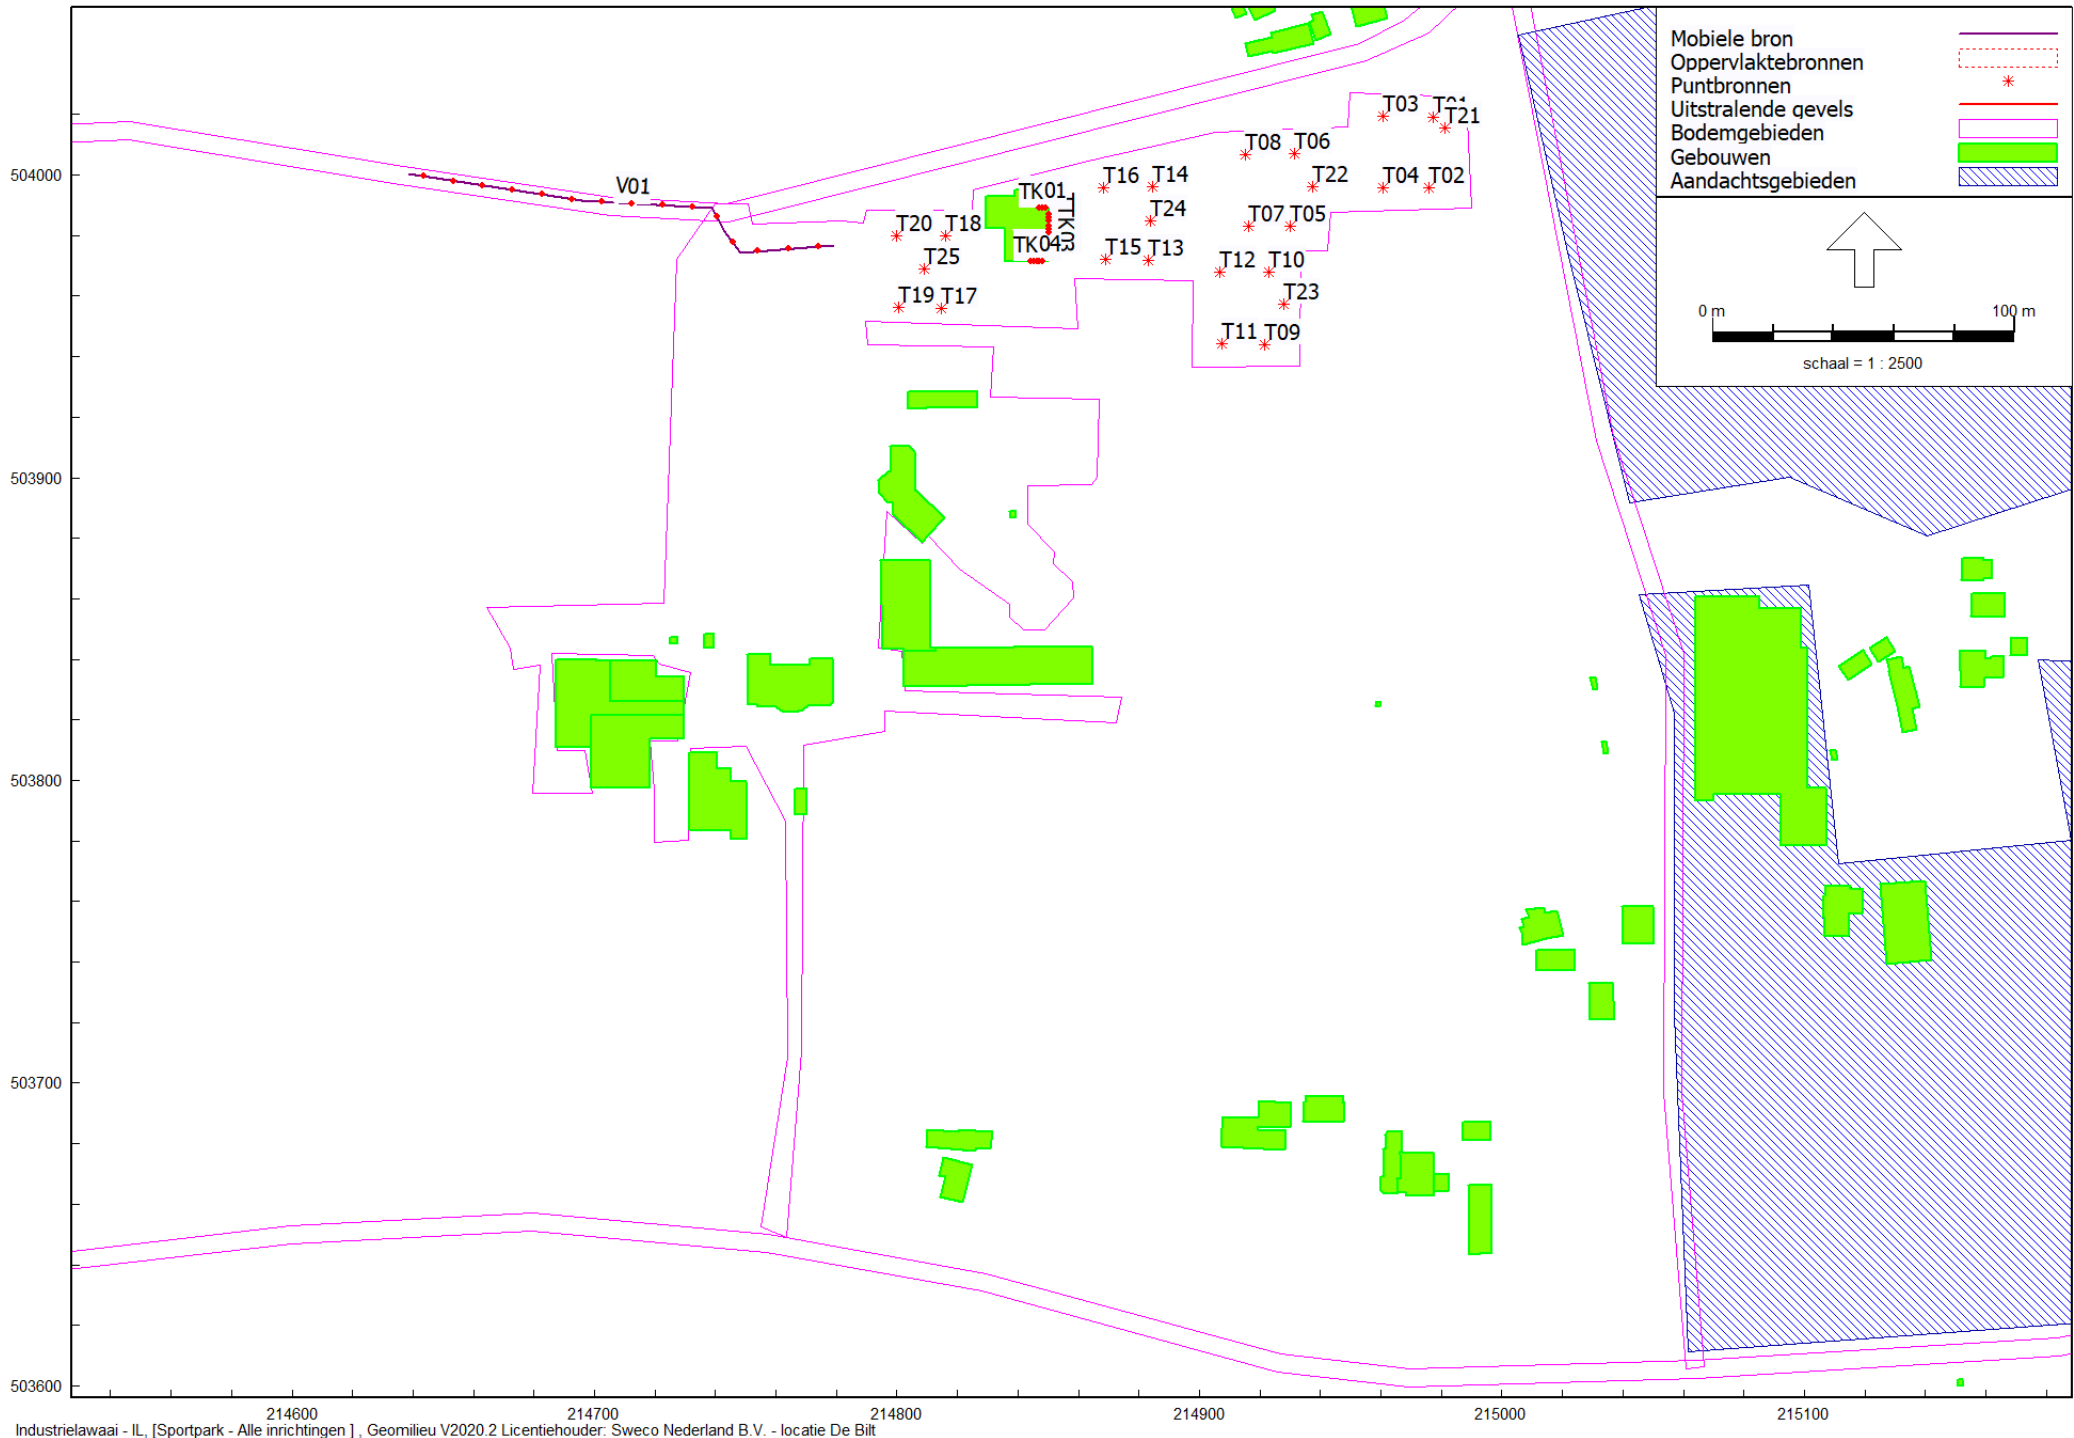 Mobiele bron
Oppervlaktebronnen
Puntbronnen
Uitstralende gevels
Bodemgebieden
Gebouwen
Aandachtsgebieden
0 m 100 m
schaal = 1 : 2500
T03 T21
T08 T06
T16 T14 T22 T04 T02
V01 TK01
T20 T18 T24 T07 T05
TK04 T15 T13
T25 T12 T10
T19 T17 T23
T11 T09
504000
503900
503800
503700
503600
214600 214700 214800 214900 215000 215100
Industrielawaai - IL, [Sportpark - Alle inrichtingen ] , Geomilieu V2020.2 Licentiehouder: Sweco Nederland B.V. - locatie De Bilt